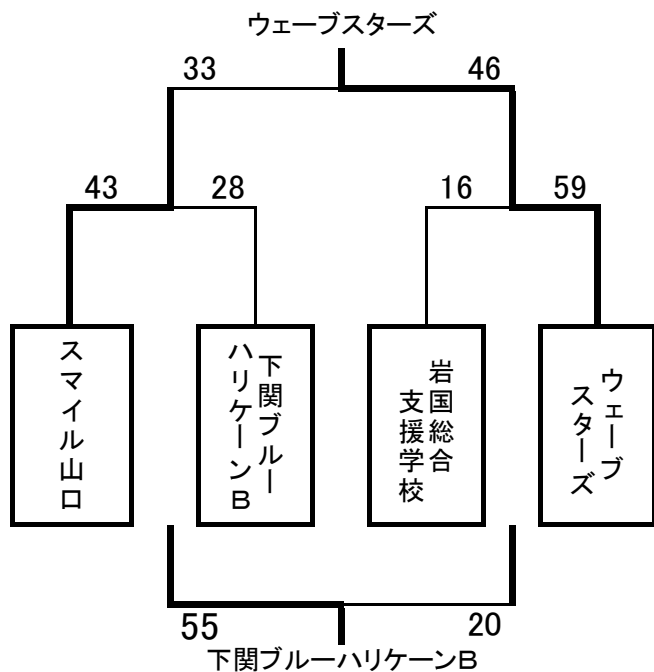 ウェーブスターズ
33
46
43
28
16
59
スマイル山口
下関ブルー
ハリケーンB
岩国総合
支援学校
ウェーブ
スターズ
55
20
下関ブルーハリケーンB